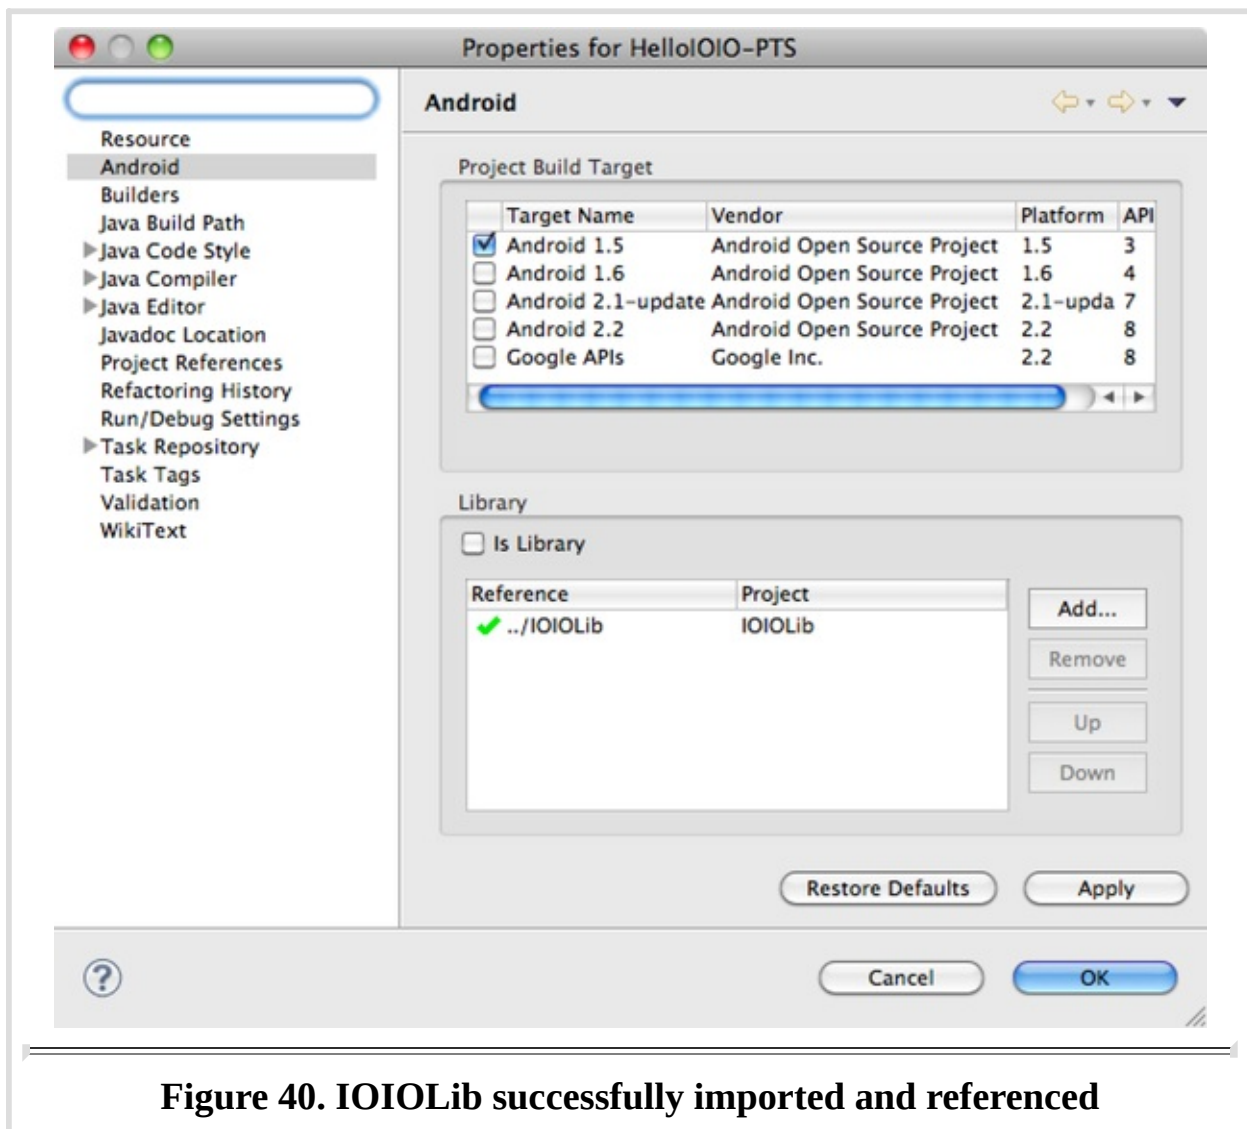 Properties for HelloIOIO-PTS
Resource
Android
Builders
Java Build Path
Java Code Style
Java Compiler
Java Editor
Javadoc Location
Project References
Refactoring History
Run/Debug Settings
Task Repository
Task Tags
Validation
WikiText
Android
Project Build Target
Target Name Vendor Platform API
Android 1.5 Android Open Source Project 1.5 3
Android 1.6 Android Open Source Project 1.6 4
Android 2.1-update Android Open Source Project 2.1-upda 7
Android 2.2 Android Open Source Project 2.2 8
Google APIs Google Inc. 2.2 8
Library
Is Library
Reference Project
../IOIOLib IOIOLib
Add...
Remove
Up
Down
Restore Defaults Apply
? Cancel OK
Figure 40. IOIOLib successfully imported and referenced